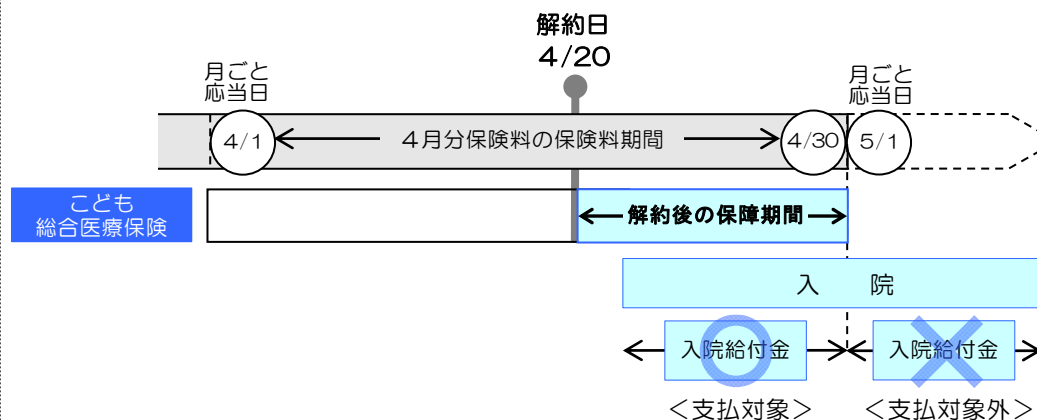 解約日
4/20
月ごと
応当日
月ごと
応当日
4/1
4月分保険料の保険料期間
4/30
5/1
こども
総合医療保険
解約後の保障期間
入 院
入院給付金
入院給付金
＜支払対象＞
＜支払対象外＞